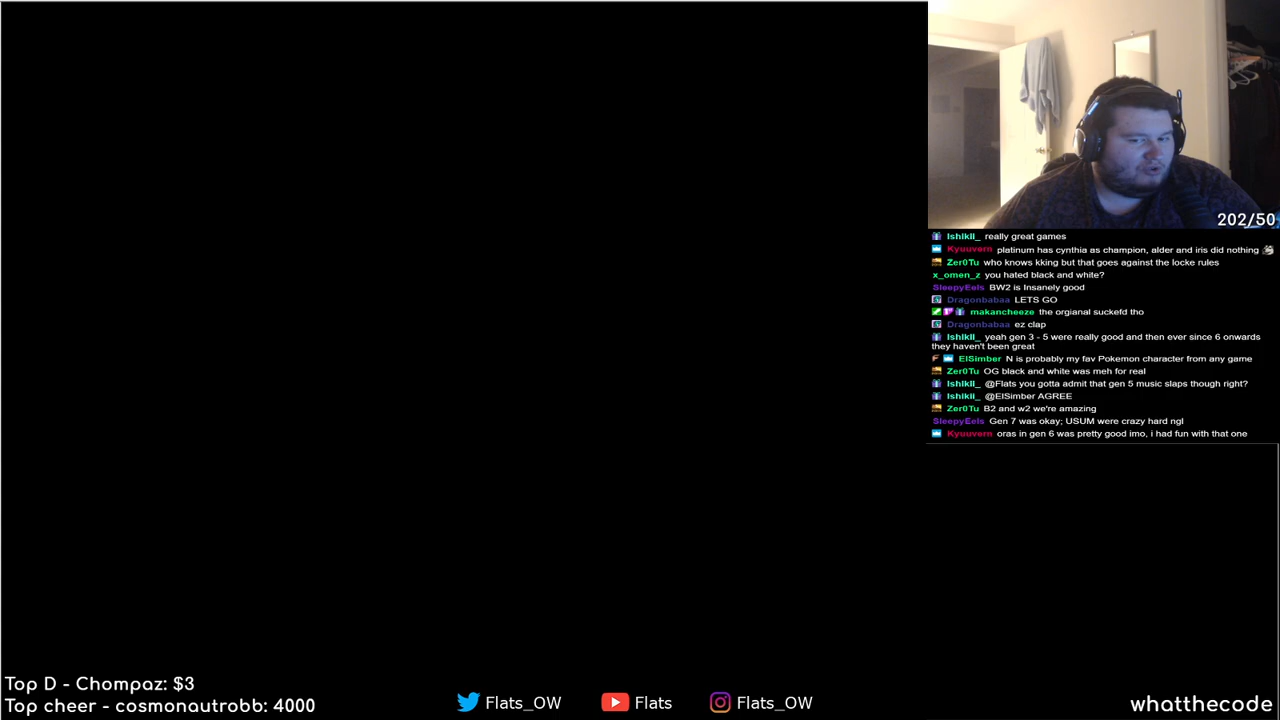 202/50
Ishikii_ really great games
Kyuuvern platinum has cynthia as champion, alder and iris did nothing
Zer0Tu who knows kking but that goes against the locke rules
x_omen_z you hated black and white?
SleepyEels BW2 is Insanely good
Dragonbabaa LETS GO
makancheeze the orgianal suckefd tho
Dragonbabaa ez clap
Ishikii_ yeah gen 3 - 5 were really good and then ever since 6 onwards
they haven't been great
ElSimber N is probably my fav Pokemon character from any game
Zer0Tu OG black and white was meh for real
Ishikii_ @Flats you gotta admit that gen 5 music slaps though right?
Ishikii_ @ElSimber AGREE
Zer0Tu B2 and w2 we're amazing
SleepyEels Gen 7 was okay; USUM were crazy hard ngl
Kyuuvern oras in gen 6 was pretty good imo, i had fun with that one
Top D - Chompaz: $3
Top cheer - cosmonautrobb: 4000
Flats_OW Flats Flats_OW
whatthecode